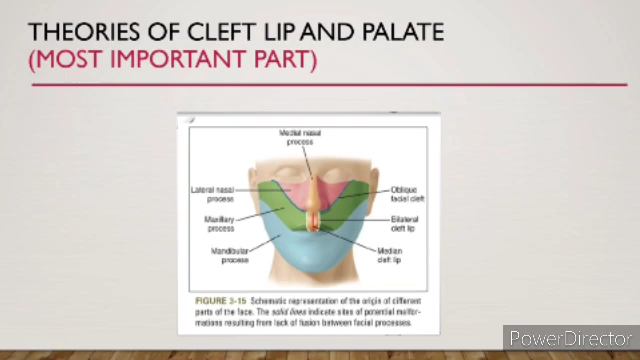 THEORIES OF CLEFT LIP AND PALATE
(MOST IMPORTANT PART)
Medial nasal
process
Lateral nasal
process
Oblique
facial cleft
Maxillary
process
Bilateral
cleft lip
Mandibular
process
Median
cleft lip
FIGURE 3-15 Schematic representation of the origin of different
parts of the face. The solid lines indicate sites of potential malfor-
mations resulting from lack of fusion between facial processes.
PowerDirector